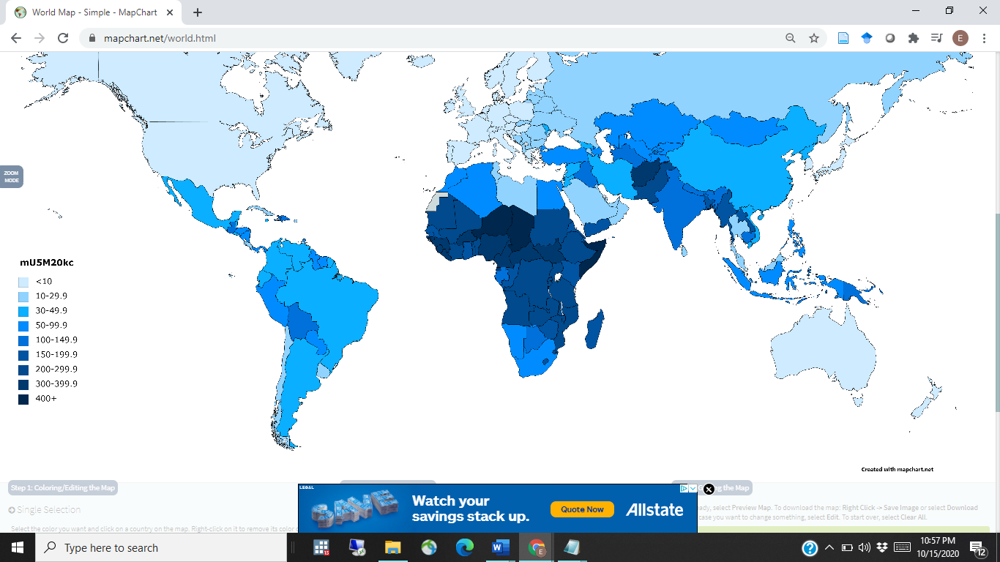 World Map - Simple - MapChart
mapchart.net/world.html
E
ZOOM
MODE
mU5M20kc
<10
10-29.9
30-49.9
50-99.9
100-149.9
150-199.9
200-299.9
300-399.9
400+
Created with mapchart.net
Step 1: Coloring/Editing the Map
ng the Map
Single Selection
Select the color you want and click on a country on the map. Right-click on it to remove its color
eady, select Preview Map. To download the map: Right Click -> Save Image or select Download
case you want to change something, select Edit. To start over, select Clear All.
LEGAL
Watch your
savings stack up.
Quote Now
Allstate
Type here to search
15
W
E
10:57 PM
10/15/2020
12